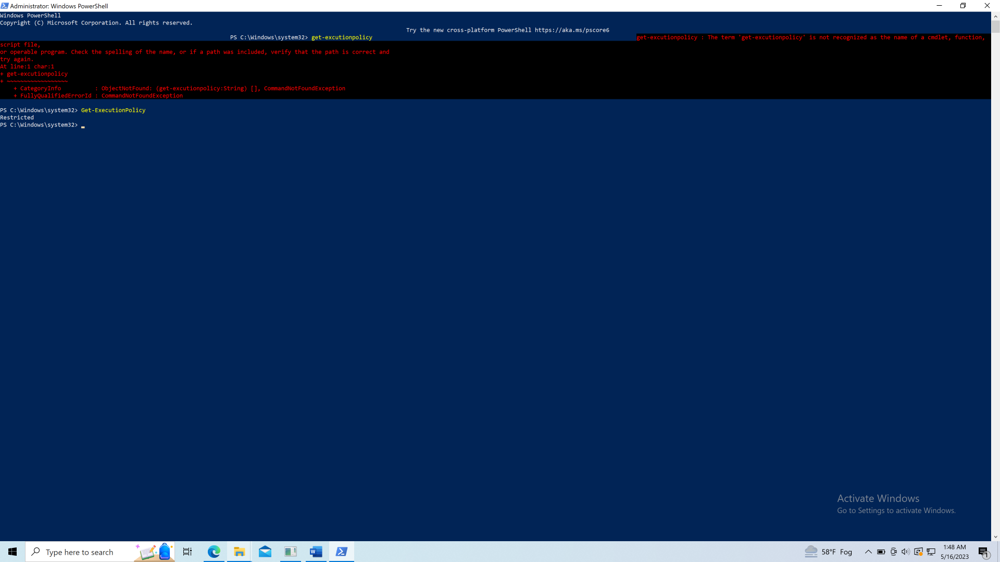 Administrator: Windows PowerShell
Windows PowerShell
Copyright (C) Microsoft Corporation. All rights reserved.
Try the new cross-platform PowerShell https://aka.ms/pscore6
PS C:\Windows\system32> get-excutionpolicy
get-excutionpolicy : The term 'get-excutionpolicy' is not recognized as the name of a cmdlet, function,
script file,
or operable program. Check the spelling of the name, or if a path was included, verify that the path is correct and
try again.
At line:1 char:1
+ get-excutionpolicy
+ ~~~~~~~~~~~~~~~~~~
+ CategoryInfo : ObjectNotFound: (get-excutionpolicy:String) [], CommandNotFoundException
+ FullyQualifiedErrorId : CommandNotFoundException
PS C:\Windows\system32> Get-ExecutionPolicy
Restricted
PS C:\Windows\system32> _
Activate Windows
Go to Settings to activate Windows.
Type here to search
W
58°F Fog
1:48 AM
5/16/2023
1